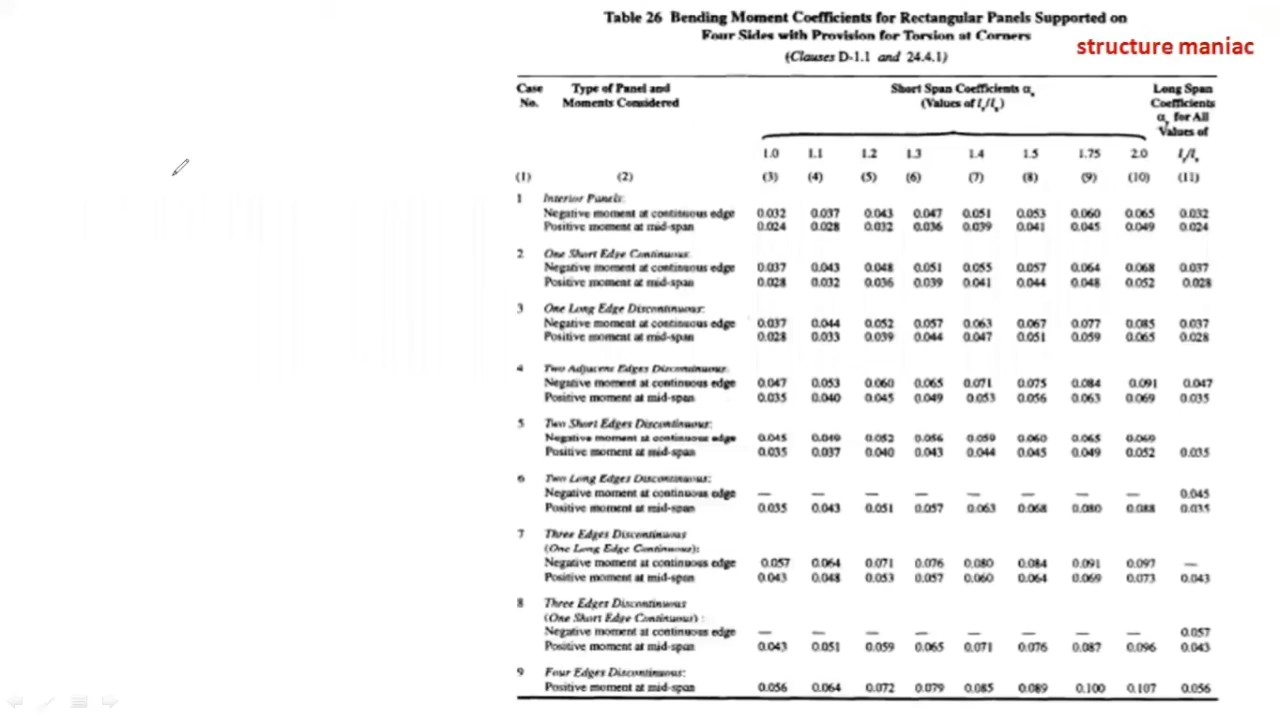 Table 26 Bending Moment Coefficients for Rectangular Panels Supported on
Four Sides with Provision for Torsion at Corners
structure maniac
(Clauses D-1.1 and 24.4.1)
Case No. Type of Panel and Moments Considered Short Span Coefficients αx (Values of ly/lx) Long Span Coefficients αy for All Values of ly/lx
1.0 1.1 1.2 1.3 1.4 1.5 1.75 2.0
(1) (2) (3) (4) (5) (6) (7) (8) (9) (10) (11)
1 Interior Panels:
Negative moment at continuous edge 0.032 0.037 0.043 0.047 0.051 0.053 0.060 0.065 0.032
Positive moment at mid-span 0.024 0.028 0.032 0.036 0.039 0.041 0.045 0.049 0.024
2 One Short Edge Continuous:
Negative moment at continuous edge 0.037 0.043 0.048 0.051 0.055 0.057 0.064 0.068 0.037
Positive moment at mid-span 0.028 0.032 0.036 0.039 0.041 0.044 0.048 0.052 0.028
3 One Long Edge Discontinuous:
Negative moment at continuous edge 0.037 0.044 0.052 0.057 0.063 0.067 0.077 0.085 0.037
Positive moment at mid-span 0.028 0.033 0.039 0.044 0.047 0.051 0.059 0.065 0.028
4 Two Adjacent Edges Discontinuous:
Negative moment at continuous edge 0.047 0.053 0.060 0.065 0.071 0.075 0.084 0.091 0.047
Positive moment at mid-span 0.035 0.040 0.045 0.049 0.053 0.056 0.063 0.069 0.035
5 Two Short Edges Discontinuous:
Negative moment at continuous edge 0.045 0.049 0.052 0.056 0.059 0.060 0.065 0.069
Positive moment at mid-span 0.035 0.037 0.040 0.043 0.044 0.045 0.049 0.052 0.035
6 Two Long Edges Discontinuous:
Negative moment at continuous edge — — — — — — — — 0.045
Positive moment at mid-span 0.035 0.043 0.051 0.057 0.063 0.068 0.080 0.088 0.035
7 Three Edges Discontinuous
(One Long Edge Continuous):
Negative moment at continuous edge 0.057 0.064 0.071 0.076 0.080 0.084 0.091 0.097 —
Positive moment at mid-span 0.043 0.048 0.053 0.057 0.060 0.064 0.069 0.073 0.043
8 Three Edges Discontinuous
(One Short Edge Continuous) :
Negative moment at continuous edge — — — — — — — — 0.057
Positive moment at mid-span 0.043 0.051 0.059 0.065 0.071 0.076 0.087 0.096 0.043
9 Four Edges Discontinuous:
Positive moment at mid-span 0.056 0.064 0.072 0.079 0.085 0.089 0.100 0.107 0.056